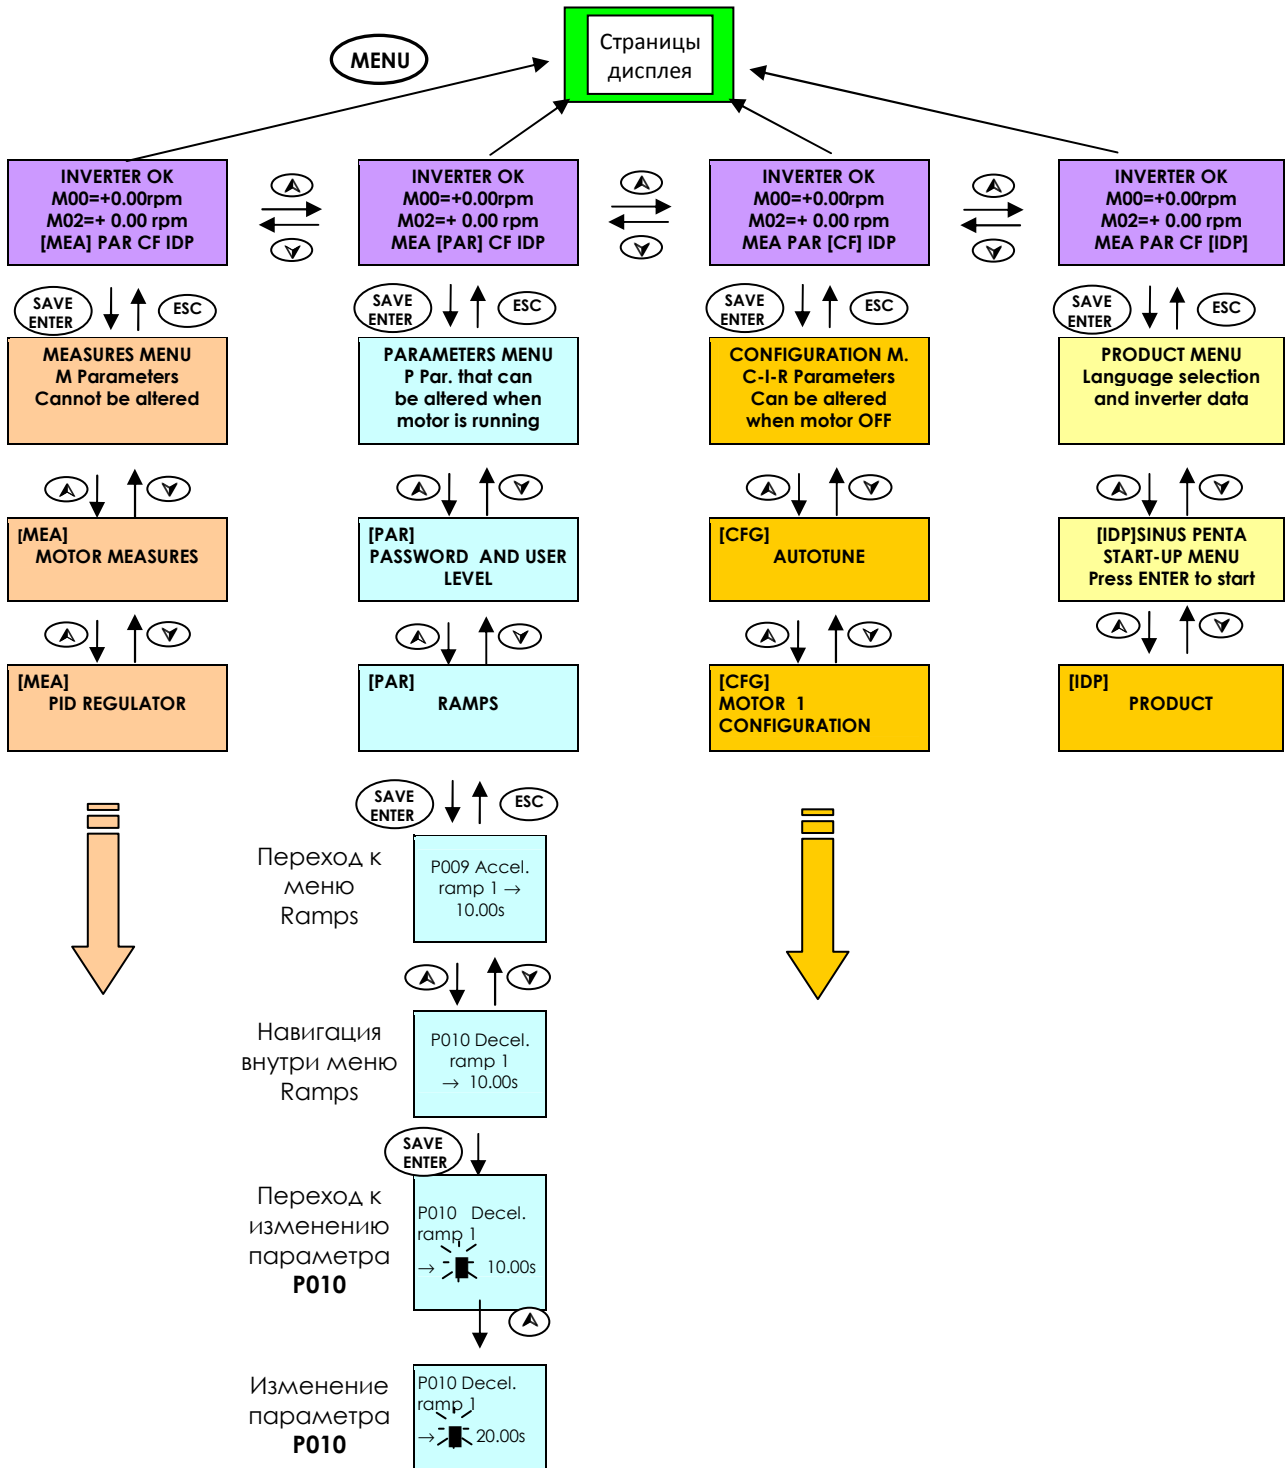 Страницы
дисплея
MENU
INVERTER OK
M00=+0.00rpm
M02=+ 0.00 rpm
[MEA] PAR CF IDP
INVERTER OK
M00=+0.00rpm
M02=+ 0.00 rpm
MEA [PAR] CF IDP
INVERTER OK
M00=+0.00rpm
M02=+ 0.00 rpm
MEA PAR [CF] IDP
INVERTER OK
M00=+0.00rpm
M02=+ 0.00 rpm
MEA PAR CF [IDP]
SAVE
ENTER
ESC
SAVE
ENTER
ESC
SAVE
ENTER
ESC
SAVE
ENTER
ESC
MEASURES MENU
M Parameters
Cannot be altered
PARAMETERS MENU
P Par. that can
be altered when
motor is running
CONFIGURATION M.
C-I-R Parameters
Can be altered
when motor OFF
PRODUCT MENU
Language selection
and inverter data
[MEA]
MOTOR MEASURES
[PAR]
PASSWORD AND USER
LEVEL
[CFG]
AUTOTUNE
[IDP]SINUS PENTA
START-UP MENU
Press ENTER to start
[MEA]
PID REGULATOR
[PAR]
RAMPS
[CFG]
MOTOR 1
CONFIGURATION
[IDP]
PRODUCT
SAVE
ENTER
ESC
Переход к
меню
Ramps
P009 Accel.
ramp 1 →
10.00s
Навигация
внутри меню
Ramps
P010 Decel.
ramp 1
→ 10.00s
SAVE
ENTER
Переход к
изменению
параметра
P010
P010 Decel.
ramp 1
→ 10.00s
Изменение
параметра
P010
P010 Decel.
ramp 1
→ 20.00s